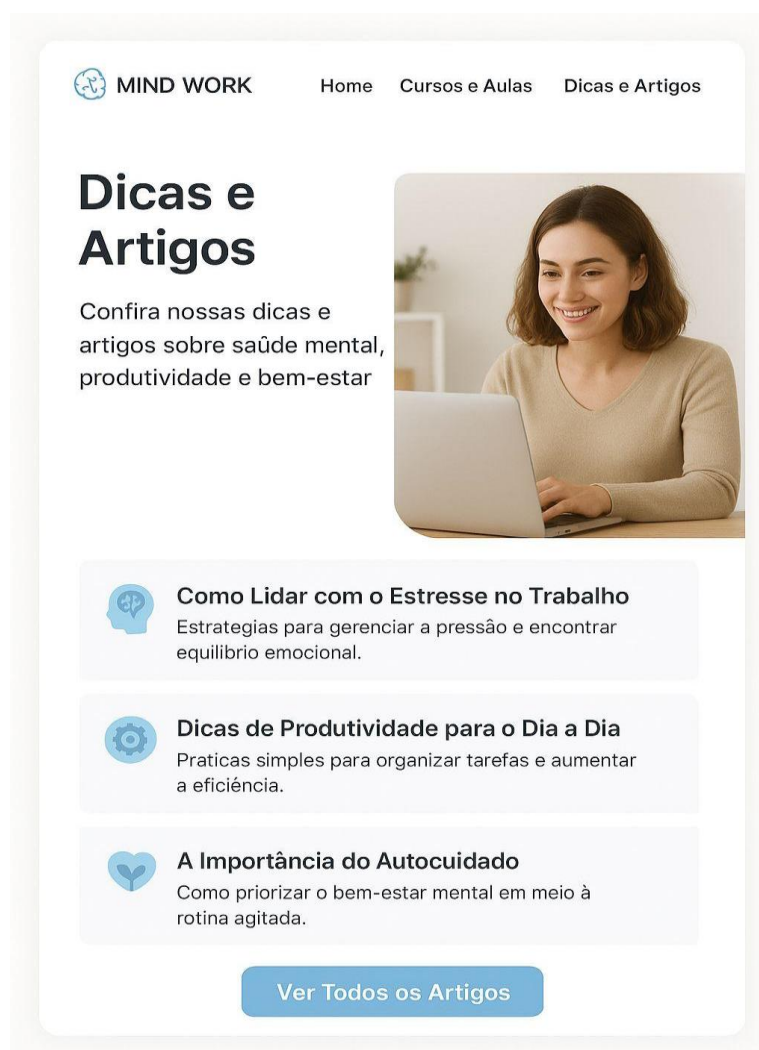 MIND WORK
Home
Cursos e Aulas
Dicas e Artigos
Dicas e
Artigos
Confira nossas dicas e
artigos sobre saûde mental,
produtividade e bem-estar
Como Lidar com o Estresse no Trabalho
Estrategias para gerenciar a pressâo e encontrar
equilibrio emocional.
Dicas de Produtividade para o Dia a Dia
Praticas simples para organizar tarefas e aumentar
a eficiéncia.
A Importância do Autocuidado
Como priorizar o bem-estar mental em meio à
rotina agitada.
Ver Todos os Artigos